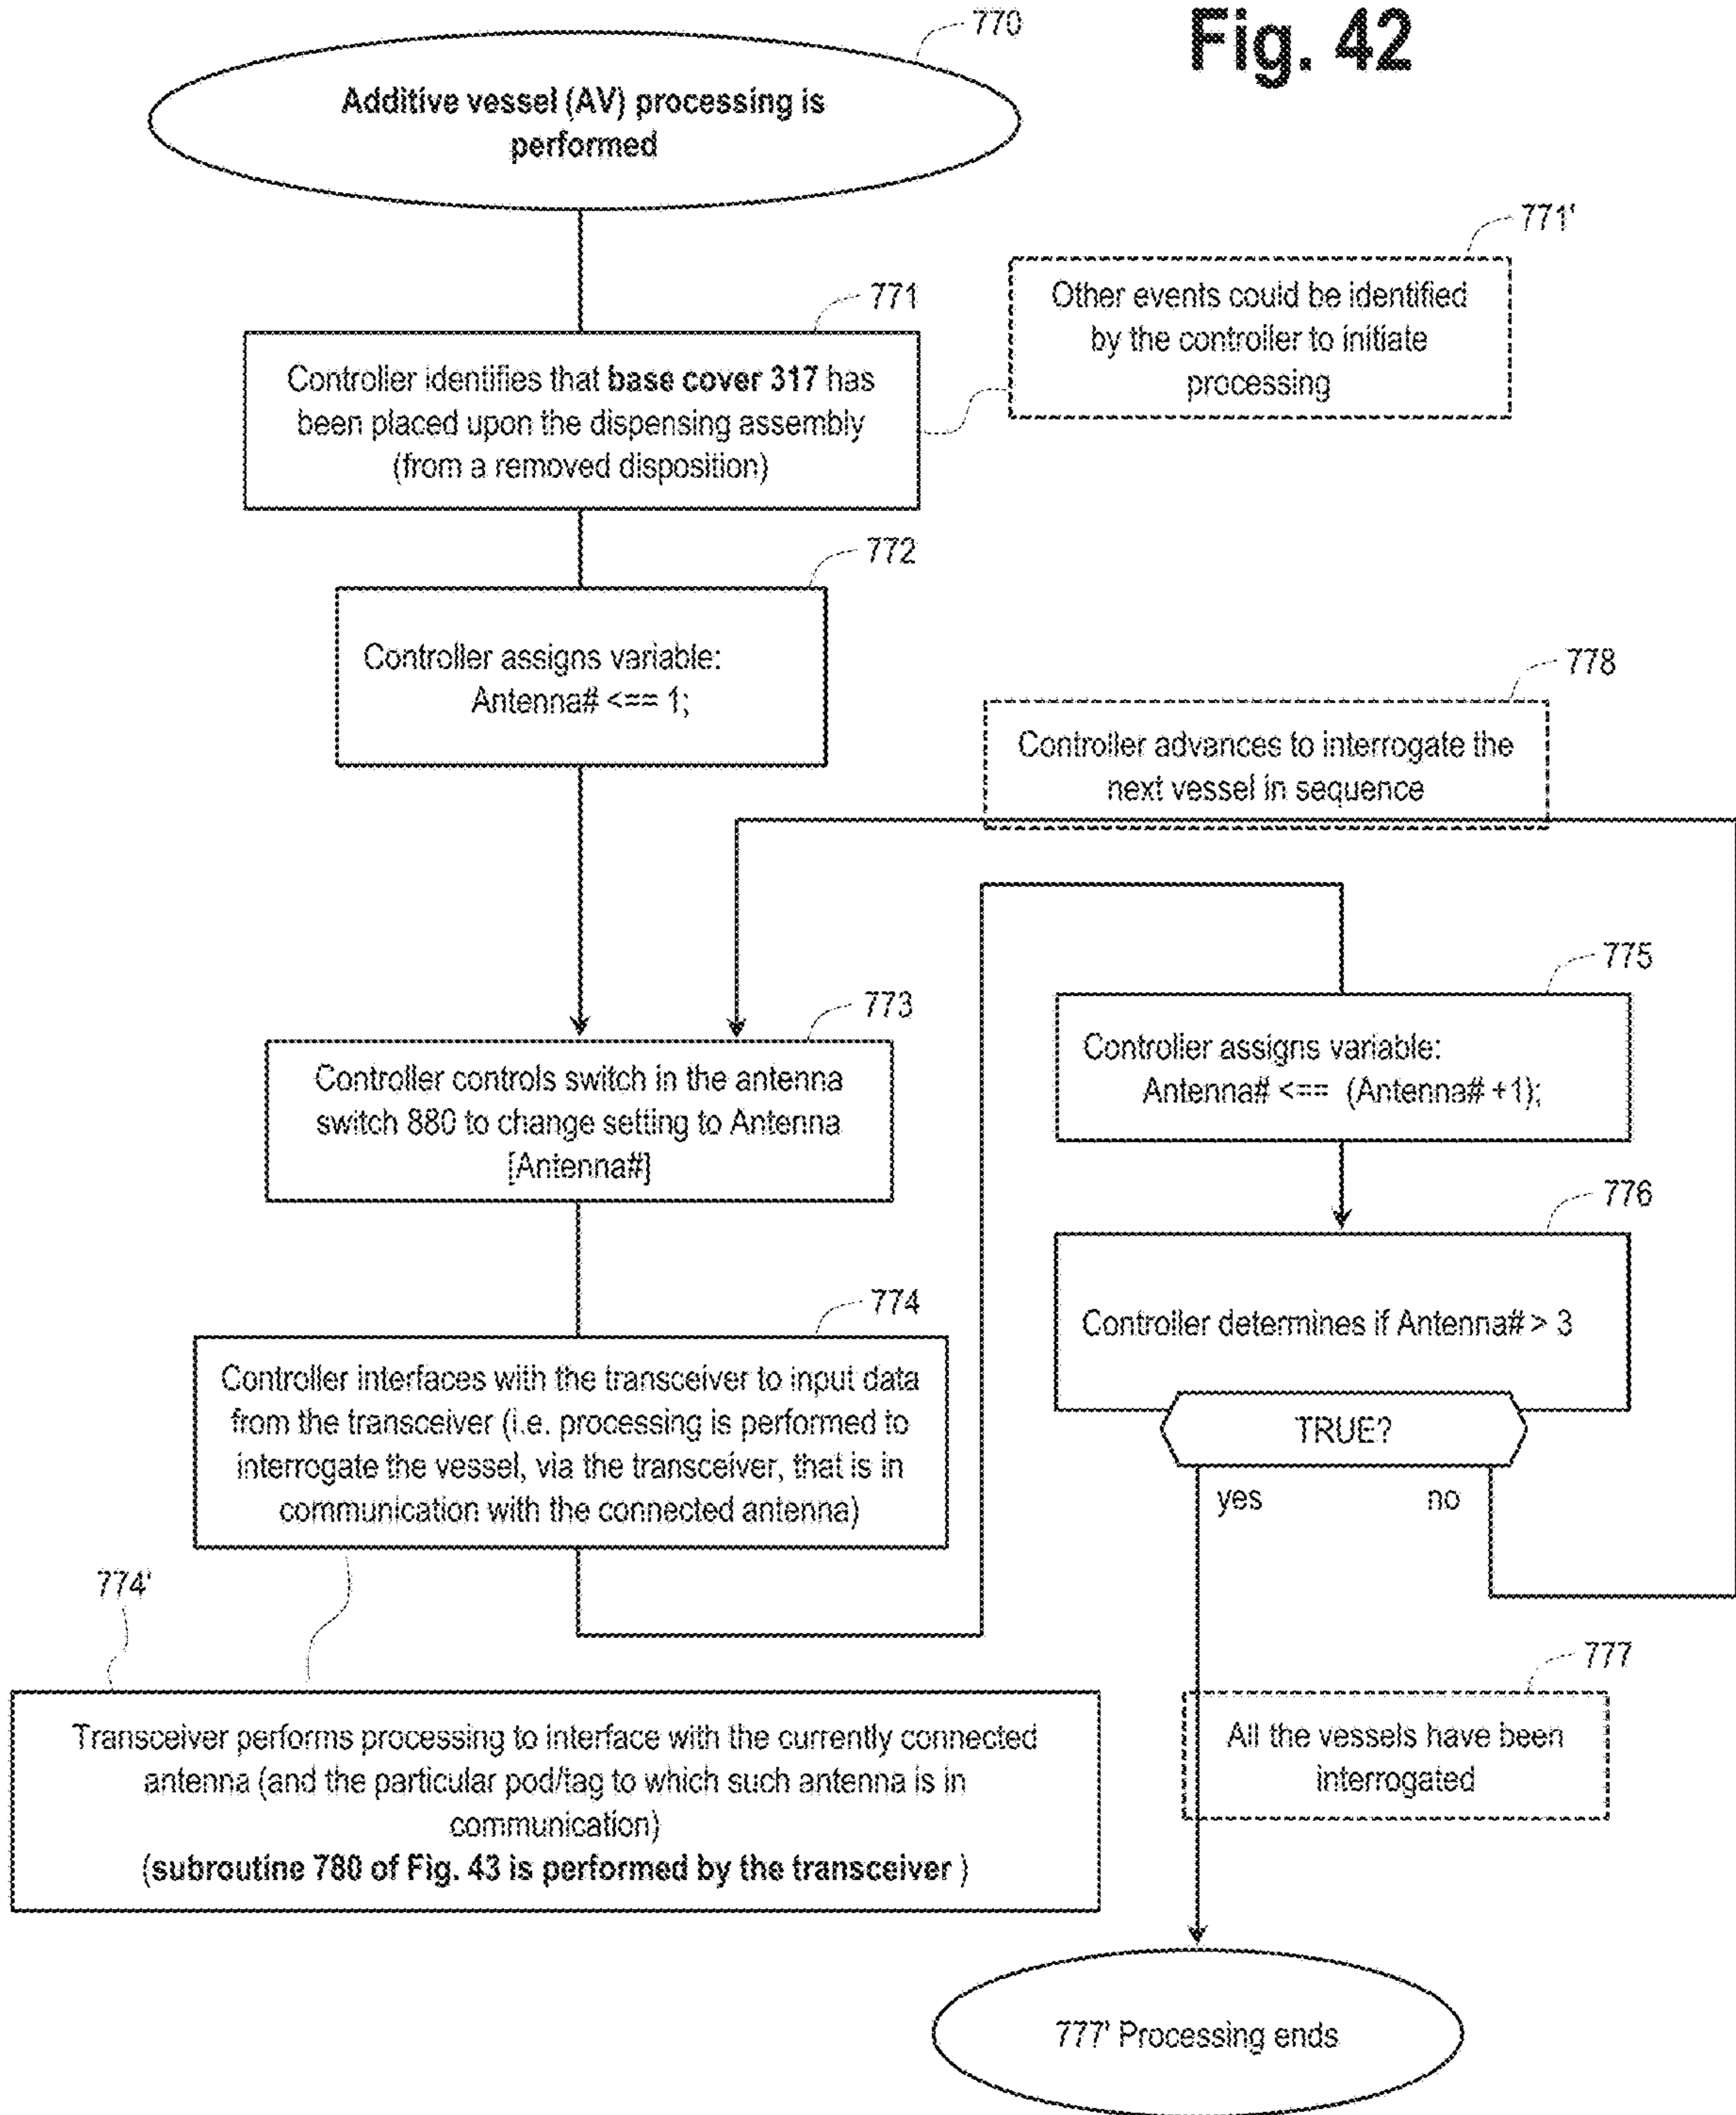 Fig. 42
770
Additive vessel (AV) processing is
performed
771'
Other events could be identified
by the controller to initiate
processing
771
Controller identifies that base cover 317 has
been placed upon the dispensing assembly
(from a removed disposition)
772
Controller assigns variable:
Antenna# <== 1;
778
Controller advances to interrogate the
next vessel in sequence
773
Controller controls switch in the antenna
switch 880 to change setting to Antenna
[Antenna#]
775
Controller assigns variable:
Antenna# <== (Antenna# +1);
776
Controller determines if Antenna# > 3
TRUE?
yes
no
774
Controller interfaces with the transceiver to input data
from the transceiver (i.e. processing is performed to
interrogate the vessel, via the transceiver, that is in
communication with the connected antenna)
774'
Transceiver performs processing to interface with the currently connected
antenna (and the particular pod/tag to which such antenna is in
communication)
(subroutine 780 of Fig. 43 is performed by the transceiver )
777
All the vessels have been
interrogated
777' Processing ends